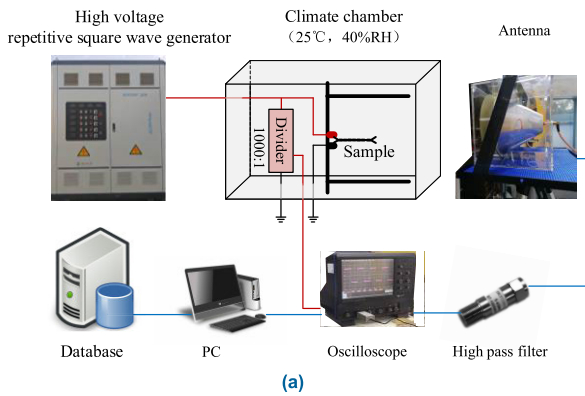 High voltage
repetitive square wave generator
Climate chamber
（25℃，40%RH）
Antenna
Divider
1000:1
Sample
Database
PC
Oscilloscope
High pass filter
(a)